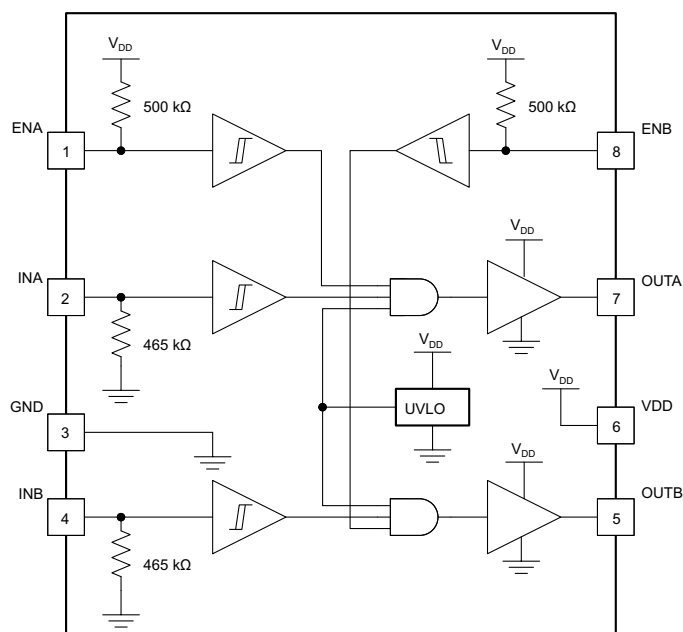 VDD
VDD
500 kΩ
500 kΩ
ENA
ENB
1
8
VDD
INA
OUTA
2
7
465 kΩ
VDD
VDD
GND
UVLO
VDD
3
6
VDD
INB
OUTB
4
5
465 kΩ